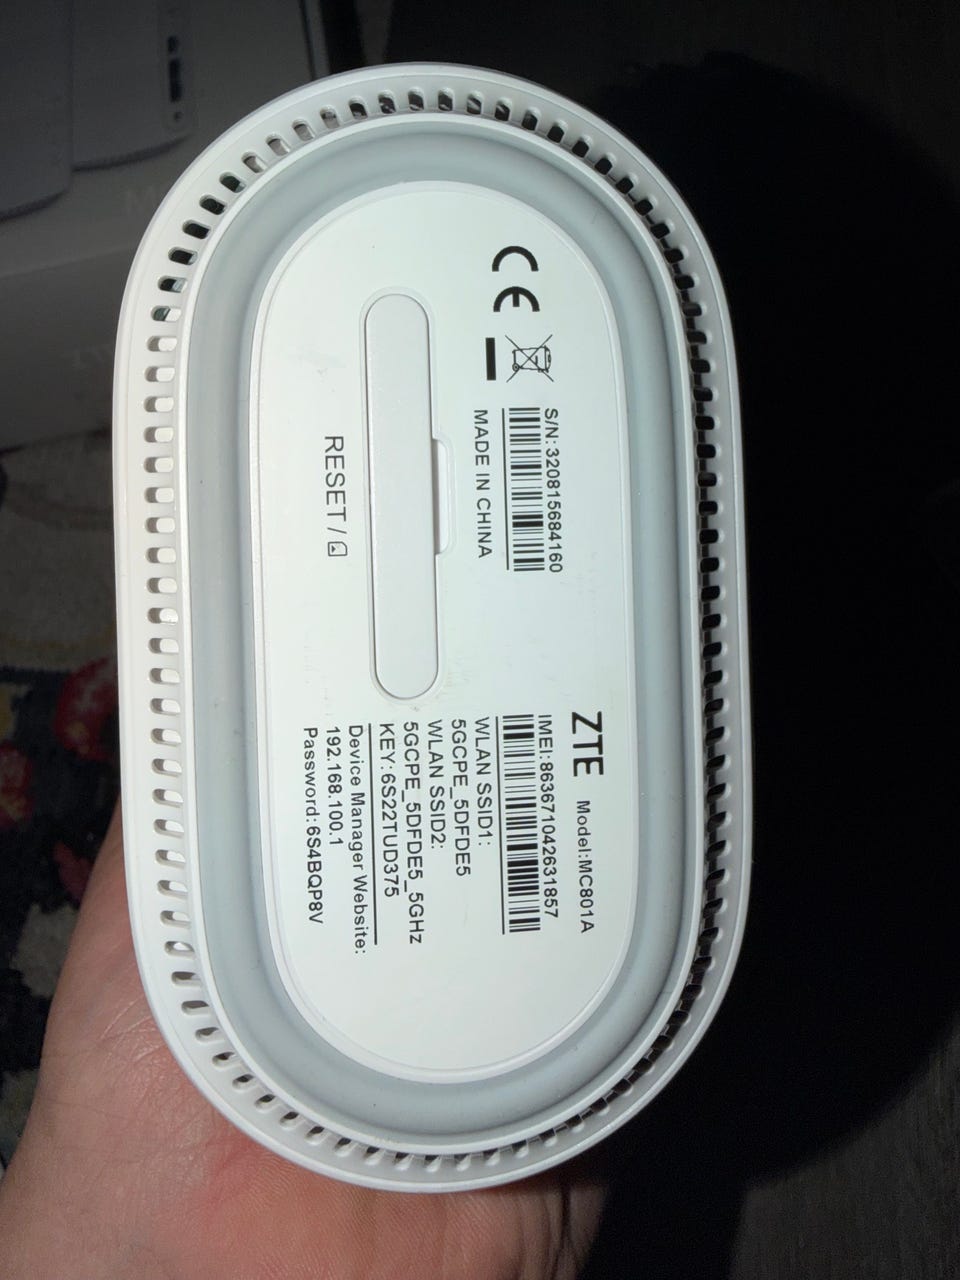 CE
S/N:320815684160
MADE IN CHINA
RESET /
ZTE Model:MC801A
IMEI:863671042631857
WLAN SSID1:
5GCPE_5DFDE5
WLAN SSID2:
5GCPE_5DFDE5_5GHz
KEY:6S22TUD375
Device Manager Website:
192.168.100.1
Password:6S4BQP8V